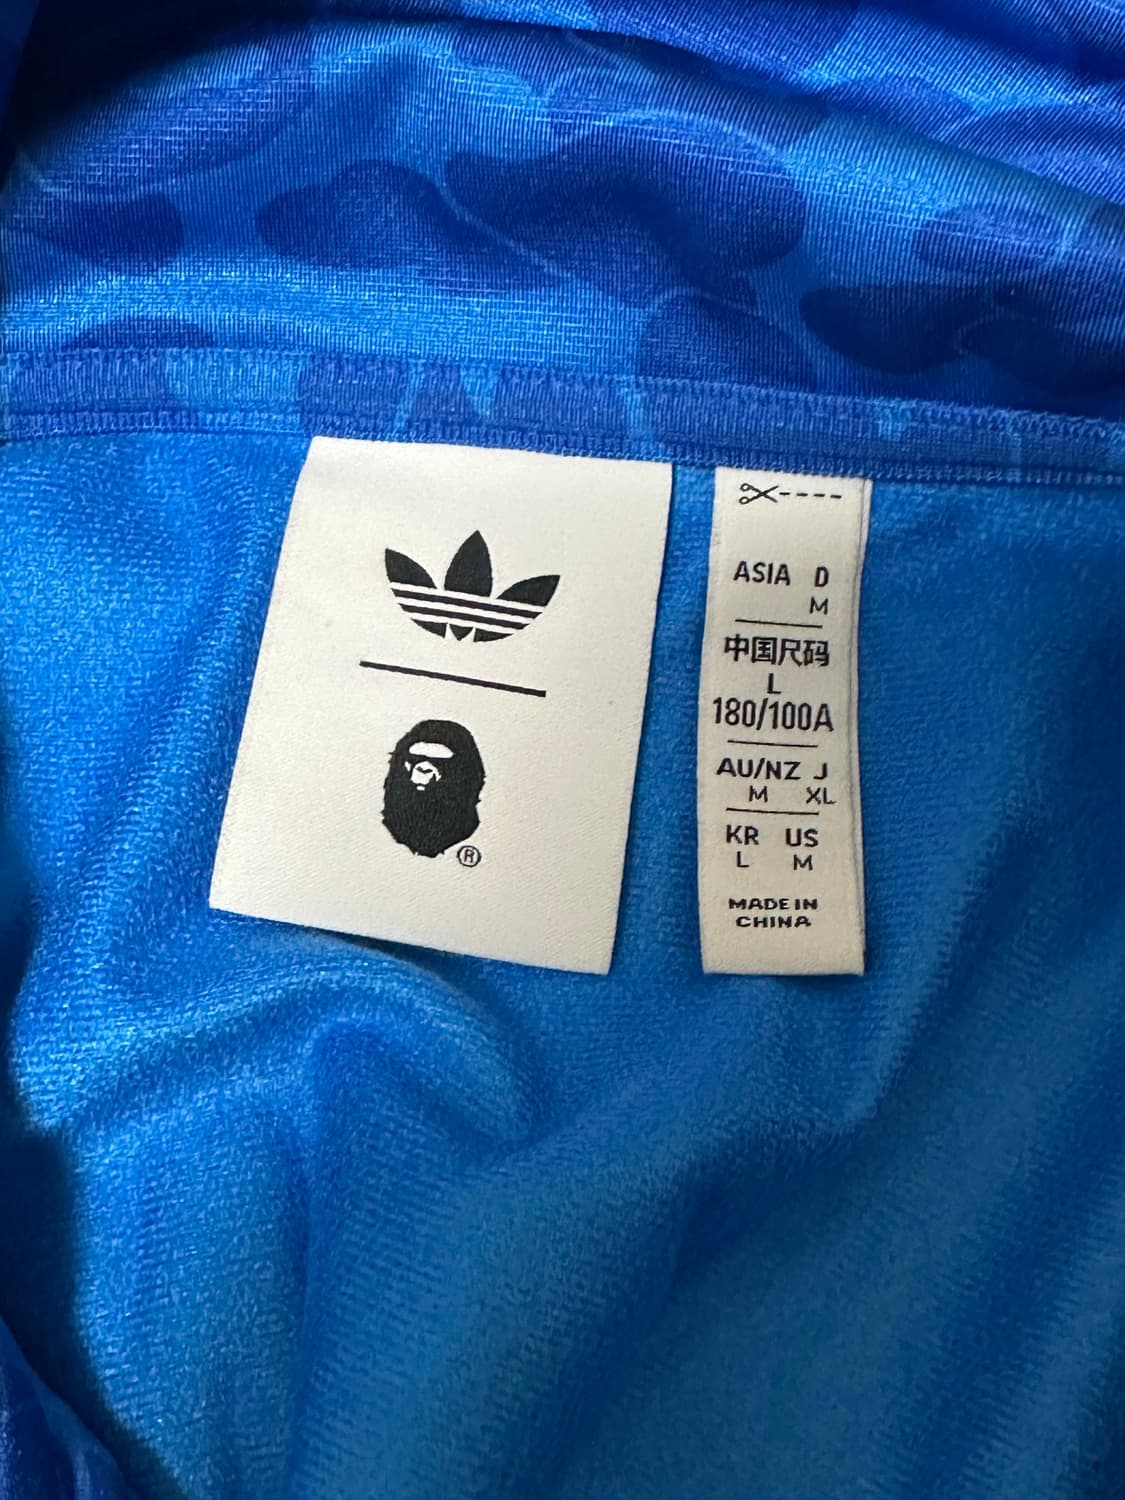 ®
ASIA D
M
中国尺码
L
180/100A
AU/NZ J
M XL
KR US
L M
MADE IN
CHINA